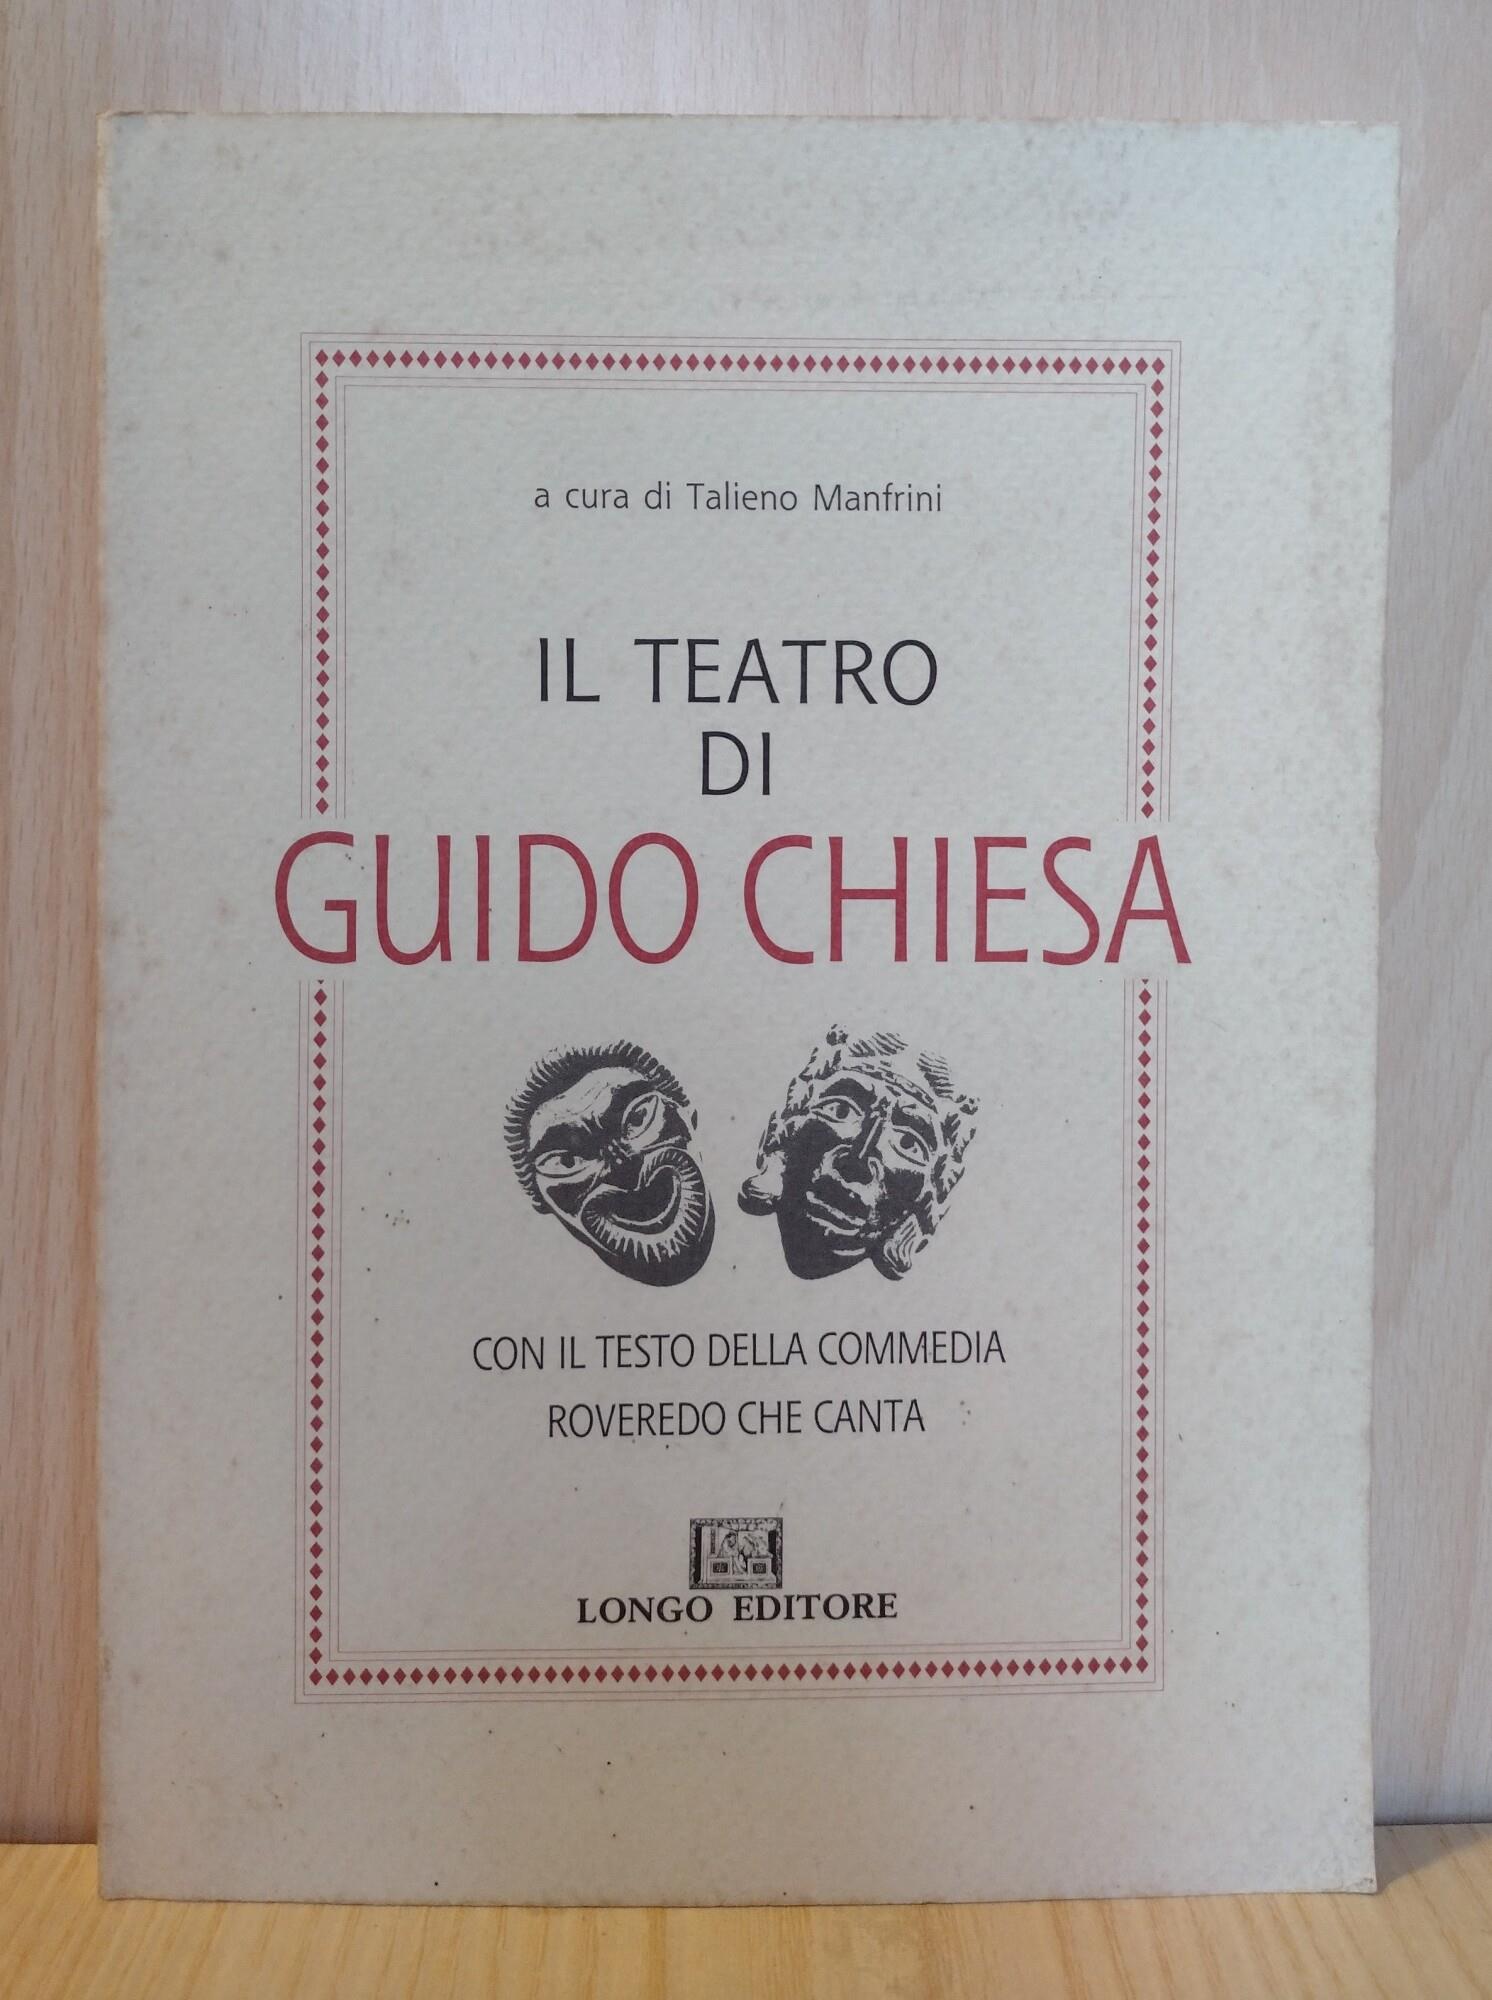 a cura di Talieno Manfrini
IL TEATRO
DI
GUIDO CHIESA
CON IL TESTO DELLA COMMEDIA
ROVEREDO CHE CANTA
LONGO EDITORE